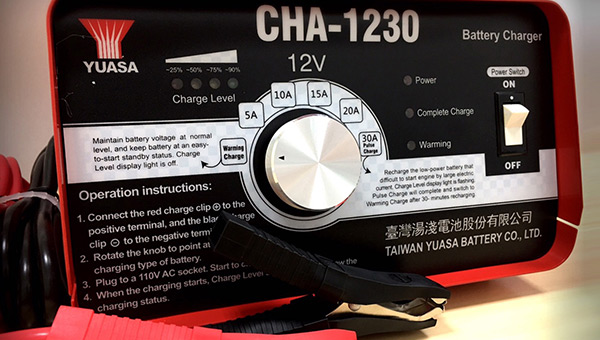 CHA-1230
Battery Charger
YUASA
12V
~25% ~50% ~75% ~90%
Charge Level
5A
10A
15A
20A
30A
Pulse
Charge
Warming
Charge
Power
Complete Charge
Warming
Power Switch
ON
OFF
Maintain battery voltage at normal
level, and keep battery at an easy-
to-start standby status. Charge
Level display light is off.
Recharge the low-power battery that
difficult to start engine by large electric
current. Charge Level display is flashing
Pulse Charge will complete and switch to
Warming Charge after 30- minutes recharging.
Operation instructions:
1. Connect the red charge clip ⊕ to the
positive terminal, and the black
clip ⊖ to the negative
2. Rotate the knob to point at
charging type of battery.
3. Plug to a 110V AC socket. Start to
4. When the charging starts, Charge Level
charging status.
the
臺灣湯淺電池股份有限公司
TAIWAN YUASA BATTERY CO., LTD.